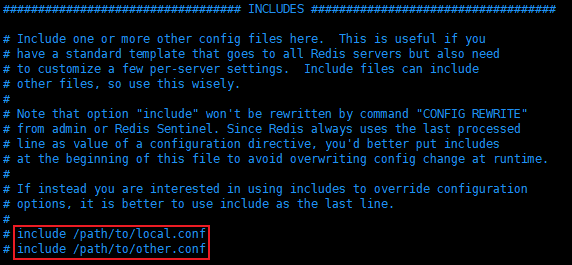 ################################## INCLUDES ###################################
# Include one or more other config files here.  This is useful if you
# have a standard template that goes to all Redis servers but also need
# to customize a few per-server settings.  Include files can include
# other files, so use this wisely.
#
# Note that option "include" won't be rewritten by command "CONFIG REWRITE"
# from admin or Redis Sentinel. Since Redis always uses the last processed
# line as value of a configuration directive, you'd better put includes
# at the beginning of this file to avoid overwriting config change at runtime.
#
# If instead you are interested in using includes to override configuration
# options, it is better to use include as the last line.
#
# include /path/to/local.conf
# include /path/to/other.conf